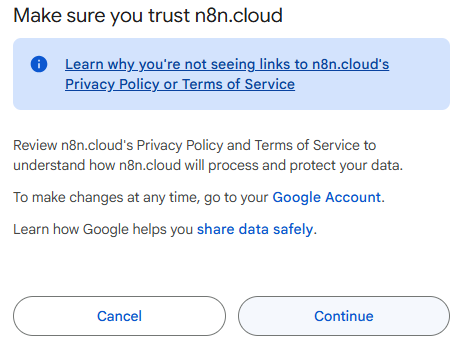 Make sure you trust n8n.cloud
Learn why you're not seeing links to n8n.cloud's
Privacy Policy or Terms of Service
Review n8n.cloud's Privacy Policy and Terms of Service to
understand how n8n.cloud will process and protect your data.
To make changes at any time, go to your Google Account.
Learn how Google helps you share data safely.
Cancel
Continue